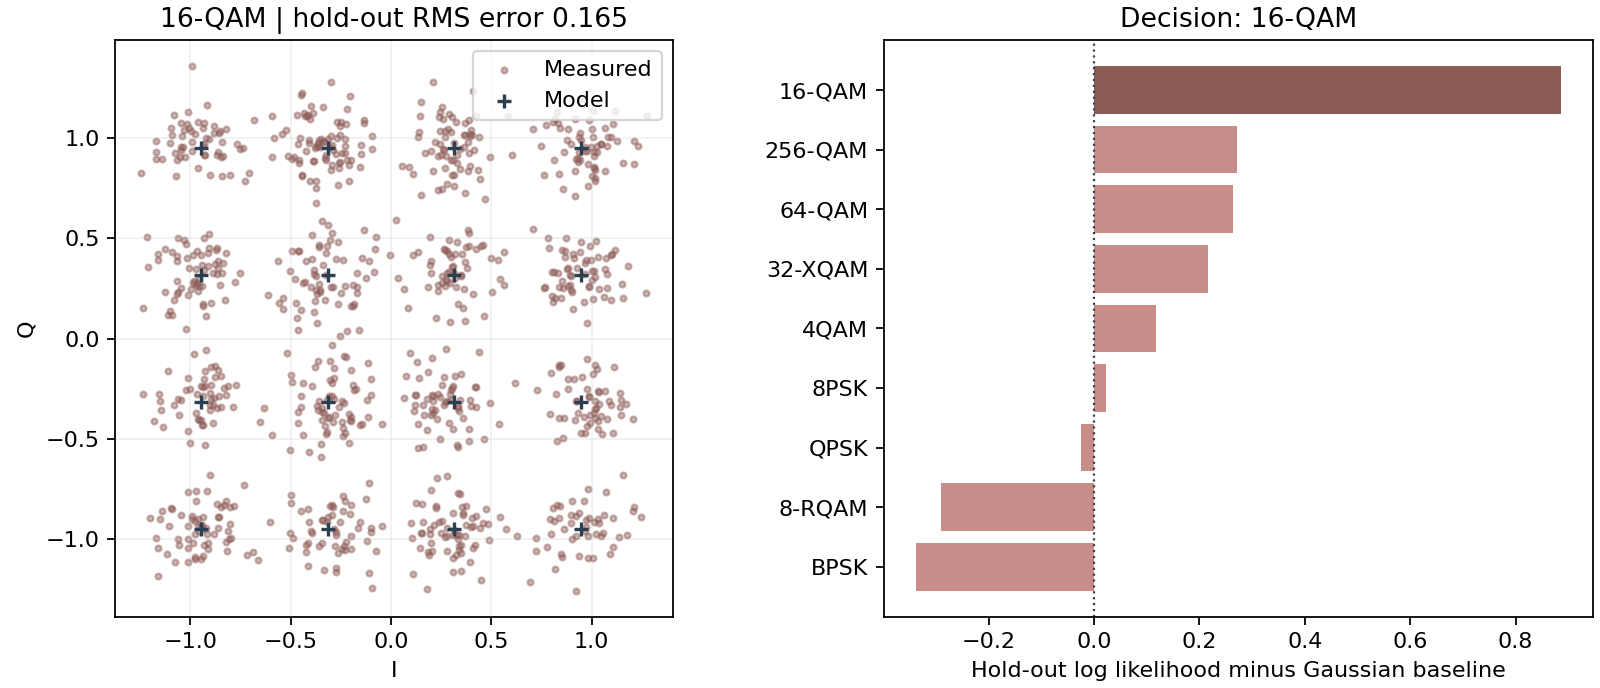 16-QAM | hold-out RMS error 0.165
Measured
Model
1.0
0.5
0.0
−0.5
−1.0
Q
−1.0
−0.5
0.0
0.5
1.0
I
Decision: 16-QAM
16-QAM
256-QAM
64-QAM
32-XQAM
4QAM
8PSK
QPSK
8-RQAM
BPSK
−0.2
0.0
0.2
0.4
0.6
0.8
Hold-out log likelihood minus Gaussian baseline